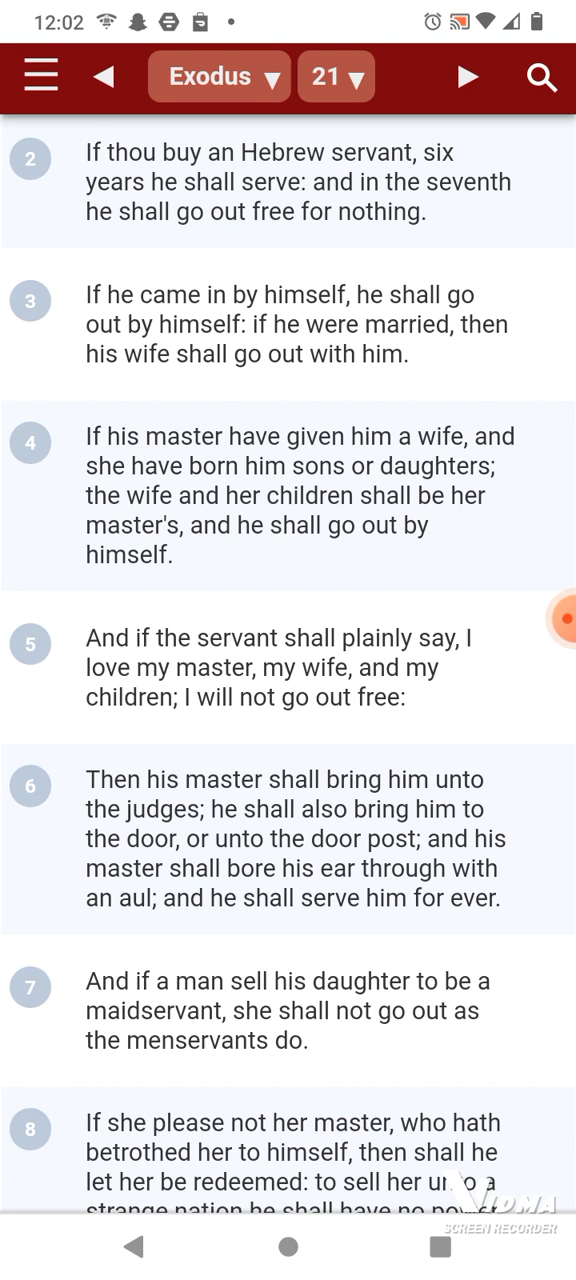 12:02
Exodus 21
2 If thou buy an Hebrew servant, six
years he shall serve: and in the seventh
he shall go out free for nothing.
3 If he came in by himself, he shall go
out by himself: if he were married, then
his wife shall go out with him.
4 If his master have given him a wife, and
she have born him sons or daughters;
the wife and her children shall be her
master's, and he shall go out by
himself.
5 And if the servant shall plainly say, I
love my master, my wife, and my
children; I will not go out free:
6 Then his master shall bring him unto
the judges; he shall also bring him to
the door, or unto the door post; and his
master shall bore his ear through with
an aul; and he shall serve him for ever.
7 And if a man sell his daughter to be a
maidservant, she shall not go out as
the menservants do.
8 If she please not her master, who hath
betrothed her to himself, then shall he
let her be redeemed: to sell her unto a
strange nation he shall have no power
VIDMA
SCREEN RECORDER